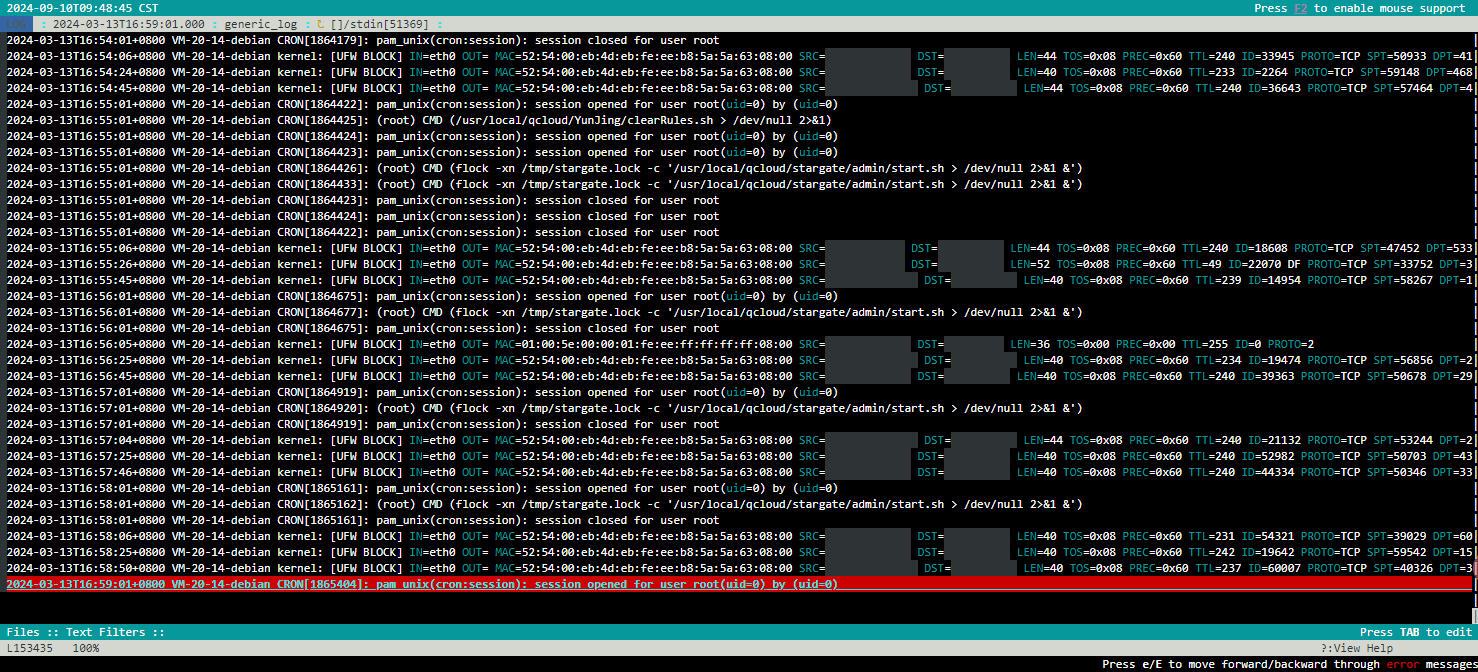 2024-09-10T09:48:45 CST Press F2 to enable mouse support
LOG : 2024-03-13T16:59:01.000 : generic_log : ↻ []/stdin[51369] :
2024-03-13T16:54:01+0800 VM-20-14-debian CRON[1864179]: pam_unix(cron:session): session closed for user root
2024-03-13T16:54:06+0800 VM-20-14-debian kernel: [UFW BLOCK] IN=eth0 OUT= MAC=52:54:00:eb:4d:eb:fe:ee:b8:5a:5a:63:08:00 SRC= DST= LEN=44 TOS=0x08 PREC=0x60 TTL=240 ID=33945 PROTO=TCP SPT=50933 DPT=41
2024-03-13T16:54:24+0800 VM-20-14-debian kernel: [UFW BLOCK] IN=eth0 OUT= MAC=52:54:00:eb:4d:eb:fe:ee:b8:5a:5a:63:08:00 SRC= DST= LEN=40 TOS=0x08 PREC=0x60 TTL=233 ID=2264 PROTO=TCP SPT=59148 DPT=468
2024-03-13T16:54:45+0800 VM-20-14-debian kernel: [UFW BLOCK] IN=eth0 OUT= MAC=52:54:00:eb:4d:eb:fe:ee:b8:5a:5a:63:08:00 SRC= DST= LEN=44 TOS=0x08 PREC=0x60 TTL=240 ID=36643 PROTO=TCP SPT=57464 DPT=4
2024-03-13T16:55:01+0800 VM-20-14-debian CRON[1864422]: pam_unix(cron:session): session opened for user root(uid=0) by (uid=0)
2024-03-13T16:55:01+0800 VM-20-14-debian CRON[1864425]: (root) CMD (/usr/local/qcloud/YunJing/clearRules.sh > /dev/null 2>&1)
2024-03-13T16:55:01+0800 VM-20-14-debian CRON[1864424]: pam_unix(cron:session): session opened for user root(uid=0) by (uid=0)
2024-03-13T16:55:01+0800 VM-20-14-debian CRON[1864423]: pam_unix(cron:session): session opened for user root(uid=0) by (uid=0)
2024-03-13T16:55:01+0800 VM-20-14-debian CRON[1864426]: (root) CMD (flock -xn /tmp/stargate.lock -c '/usr/local/qcloud/stargate/admin/start.sh > /dev/null 2>&1 &')
2024-03-13T16:55:01+0800 VM-20-14-debian CRON[1864433]: (root) CMD (flock -xn /tmp/stargate.lock -c '/usr/local/qcloud/stargate/admin/start.sh > /dev/null 2>&1 &')
2024-03-13T16:55:01+0800 VM-20-14-debian CRON[1864423]: pam_unix(cron:session): session closed for user root
2024-03-13T16:55:01+0800 VM-20-14-debian CRON[1864424]: pam_unix(cron:session): session closed for user root
2024-03-13T16:55:01+0800 VM-20-14-debian CRON[1864422]: pam_unix(cron:session): session closed for user root
2024-03-13T16:55:06+0800 VM-20-14-debian kernel: [UFW BLOCK] IN=eth0 OUT= MAC=52:54:00:eb:4d:eb:fe:ee:b8:5a:5a:63:08:00 SRC= DST= LEN=44 TOS=0x08 PREC=0x60 TTL=240 ID=18608 PROTO=TCP SPT=47452 DPT=533
2024-03-13T16:55:26+0800 VM-20-14-debian kernel: [UFW BLOCK] IN=eth0 OUT= MAC=52:54:00:eb:4d:eb:fe:ee:b8:5a:5a:63:08:00 SRC= DST= LEN=52 TOS=0x08 PREC=0x60 TTL=49 ID=22070 DF PROTO=TCP SPT=33752 DPT=3
2024-03-13T16:55:45+0800 VM-20-14-debian kernel: [UFW BLOCK] IN=eth0 OUT= MAC=52:54:00:eb:4d:eb:fe:ee:b8:5a:5a:63:08:00 SRC= DST= LEN=40 TOS=0x08 PREC=0x60 TTL=239 ID=14954 PROTO=TCP SPT=58267 DPT=1
2024-03-13T16:56:01+0800 VM-20-14-debian CRON[1864675]: pam_unix(cron:session): session opened for user root(uid=0) by (uid=0)
2024-03-13T16:56:01+0800 VM-20-14-debian CRON[1864677]: (root) CMD (flock -xn /tmp/stargate.lock -c '/usr/local/qcloud/stargate/admin/start.sh > /dev/null 2>&1 &')
2024-03-13T16:56:01+0800 VM-20-14-debian CRON[1864675]: pam_unix(cron:session): session closed for user root
2024-03-13T16:56:05+0800 VM-20-14-debian kernel: [UFW BLOCK] IN=eth0 OUT= MAC=01:00:5e:00:00:01:fe:ee:ff:ff:ff:ff:08:00 SRC= DST= LEN=36 TOS=0x00 PREC=0x00 TTL=255 ID=0 PROTO=2
2024-03-13T16:56:25+0800 VM-20-14-debian kernel: [UFW BLOCK] IN=eth0 OUT= MAC=52:54:00:eb:4d:eb:fe:ee:b8:5a:5a:63:08:00 SRC= DST= LEN=40 TOS=0x08 PREC=0x60 TTL=234 ID=19474 PROTO=TCP SPT=56856 DPT=2
2024-03-13T16:56:45+0800 VM-20-14-debian kernel: [UFW BLOCK] IN=eth0 OUT= MAC=52:54:00:eb:4d:eb:fe:ee:b8:5a:5a:63:08:00 SRC= DST= LEN=40 TOS=0x08 PREC=0x60 TTL=240 ID=39363 PROTO=TCP SPT=50678 DPT=29
2024-03-13T16:57:01+0800 VM-20-14-debian CRON[1864919]: pam_unix(cron:session): session opened for user root(uid=0) by (uid=0)
2024-03-13T16:57:01+0800 VM-20-14-debian CRON[1864920]: (root) CMD (flock -xn /tmp/stargate.lock -c '/usr/local/qcloud/stargate/admin/start.sh > /dev/null 2>&1 &')
2024-03-13T16:57:01+0800 VM-20-14-debian CRON[1864919]: pam_unix(cron:session): session closed for user root
2024-03-13T16:57:04+0800 VM-20-14-debian kernel: [UFW BLOCK] IN=eth0 OUT= MAC=52:54:00:eb:4d:eb:fe:ee:b8:5a:5a:63:08:00 SRC= DST= LEN=44 TOS=0x08 PREC=0x60 TTL=240 ID=21132 PROTO=TCP SPT=53244 DPT=2
2024-03-13T16:57:25+0800 VM-20-14-debian kernel: [UFW BLOCK] IN=eth0 OUT= MAC=52:54:00:eb:4d:eb:fe:ee:b8:5a:5a:63:08:00 SRC= DST= LEN=40 TOS=0x08 PREC=0x60 TTL=240 ID=52982 PROTO=TCP SPT=50703 DPT=43
2024-03-13T16:57:46+0800 VM-20-14-debian kernel: [UFW BLOCK] IN=eth0 OUT= MAC=52:54:00:eb:4d:eb:fe:ee:b8:5a:5a:63:08:00 SRC= DST= LEN=40 TOS=0x08 PREC=0x60 TTL=240 ID=44334 PROTO=TCP SPT=50346 DPT=33
2024-03-13T16:58:01+0800 VM-20-14-debian CRON[1865161]: pam_unix(cron:session): session opened for user root(uid=0) by (uid=0)
2024-03-13T16:58:01+0800 VM-20-14-debian CRON[1865162]: (root) CMD (flock -xn /tmp/stargate.lock -c '/usr/local/qcloud/stargate/admin/start.sh > /dev/null 2>&1 &')
2024-03-13T16:58:01+0800 VM-20-14-debian CRON[1865161]: pam_unix(cron:session): session closed for user root
2024-03-13T16:58:06+0800 VM-20-14-debian kernel: [UFW BLOCK] IN=eth0 OUT= MAC=52:54:00:eb:4d:eb:fe:ee:b8:5a:5a:63:08:00 SRC= DST= LEN=40 TOS=0x08 PREC=0x60 TTL=231 ID=54321 PROTO=TCP SPT=39029 DPT=60
2024-03-13T16:58:25+0800 VM-20-14-debian kernel: [UFW BLOCK] IN=eth0 OUT= MAC=52:54:00:eb:4d:eb:fe:ee:b8:5a:5a:63:08:00 SRC= DST= LEN=40 TOS=0x08 PREC=0x60 TTL=242 ID=19642 PROTO=TCP SPT=59542 DPT=15
2024-03-13T16:58:50+0800 VM-20-14-debian kernel: [UFW BLOCK] IN=eth0 OUT= MAC=52:54:00:eb:4d:eb:fe:ee:b8:5a:5a:63:08:00 SRC= DST= LEN=40 TOS=0x08 PREC=0x60 TTL=237 ID=60007 PROTO=TCP SPT=40326 DPT=3
2024-03-13T16:59:01+0800 VM-20-14-debian CRON[1865404]: pam_unix(cron:session): session opened for user root(uid=0) by (uid=0)
Files :: Text Filters :: Press TAB to edit
L153435 100% ?:View Help
Press e/E to move forward/backward through error messages